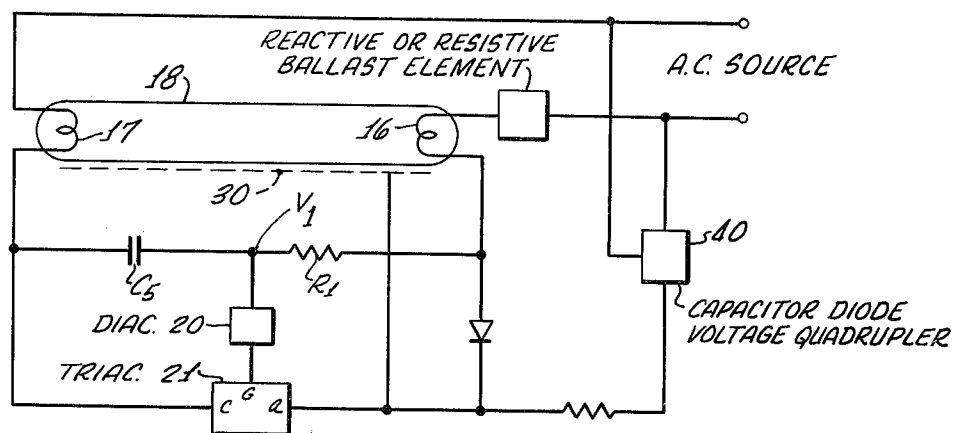 REACTIVE OR RESISTIVE
BALLAST ELEMENT
A.C. SOURCE
18
17
16
30
V1
C5
R1
40
DIAC. 20
CAPACITOR DIODE
VOLTAGE QUADRUPLER
TRIAC. 21
G
C
a